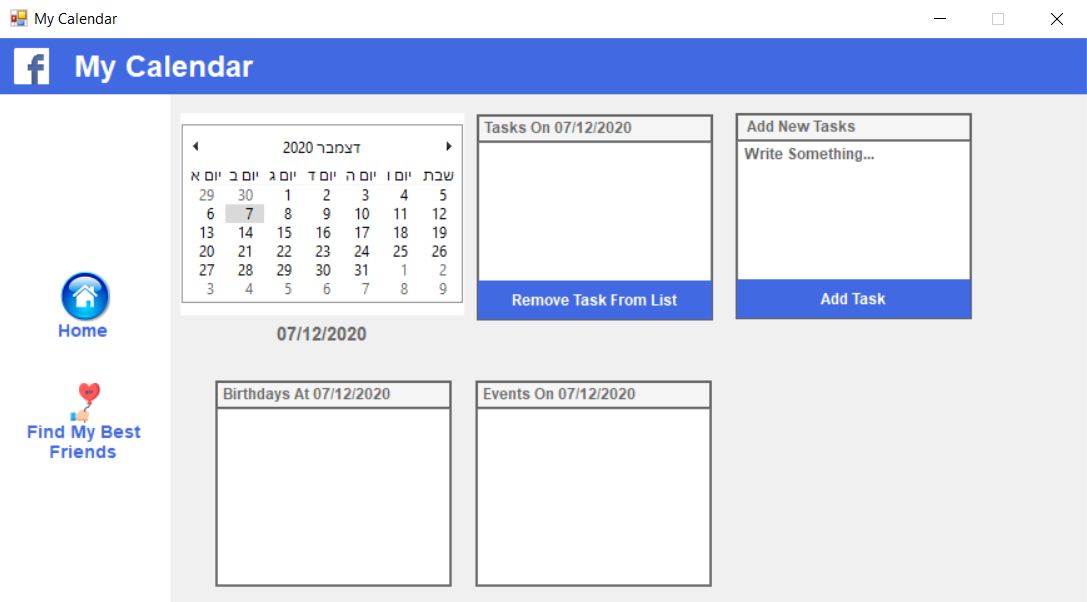 My Calendar
f My Calendar
דצמבר 2020
יום א יום ב יום ג יום ד יום ה יום ו שבת
29 30 1 2 3 4 5
6 7 8 9 10 11 12
13 14 15 16 17 18 19
20 21 22 23 24 25 26
27 28 29 30 31 1 2
3 4 5 6 7 8 9
07/12/2020
Tasks On 07/12/2020
Remove Task From List
Add New Tasks
Write Something...
Add Task
Home
Find My Best
Friends
Birthdays At 07/12/2020
Events On 07/12/2020